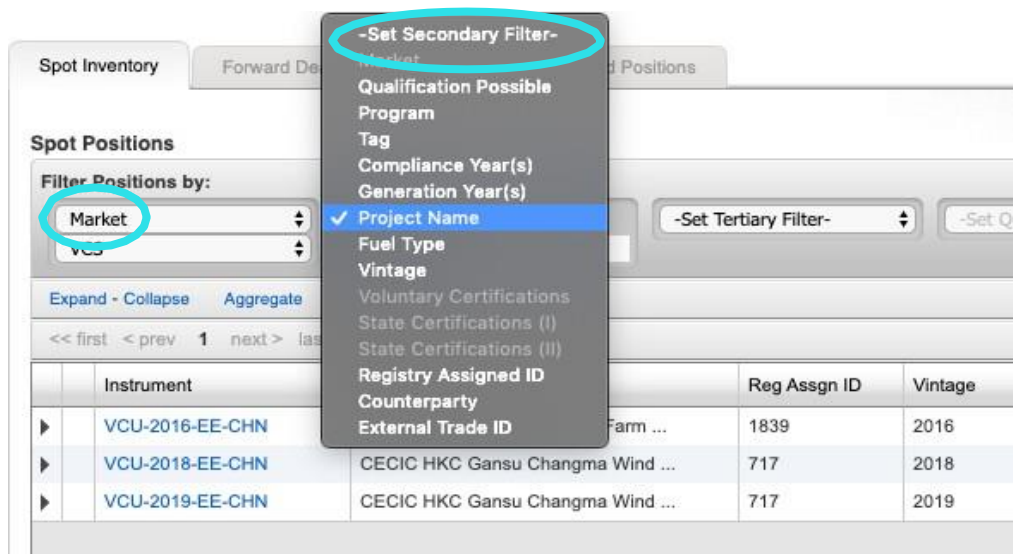 -Set Secondary Filter-
Spot Inventory
Forward De
d Positions
Market
Qualification Possible
Program
Tag
Compliance Year(s)
Generation Year(s)
Project Name
Fuel Type
Vintage
Voluntary Certifications
State Certifications (I)
State Certifications (II)
Registry Assigned ID
Counterparty
External Trade ID
Spot Positions
Filter Positions by:
Market
VCS
-Set Tertiary Filter-
-Set Q
Expand - Collapse Aggregate
<< first < prev 1 next > las
Instrument Reg Assgn ID Vintage
VCU-2016-EE-CHN Farm ... 1839 2016
VCU-2018-EE-CHN CECIC HKC Gansu Changma Wind ... 717 2018
VCU-2019-EE-CHN CECIC HKC Gansu Changma Wind ... 717 2019